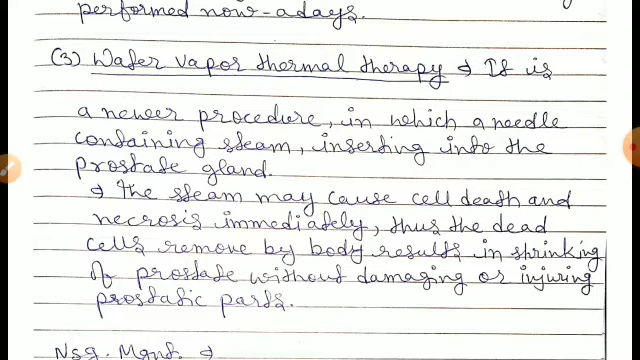 performed now-adays.
(3) Water vapor thermal therapy → It is
a newer procedure, in which a needle
containing steam, inserting into the
prostate gland.
→ the steam may cause cell death and
necrosis immediately, thus the dead
cells remove by body results in shrinking
of prostate without damaging or injuring
prostatic parts.
Nsg. Mgnt. →